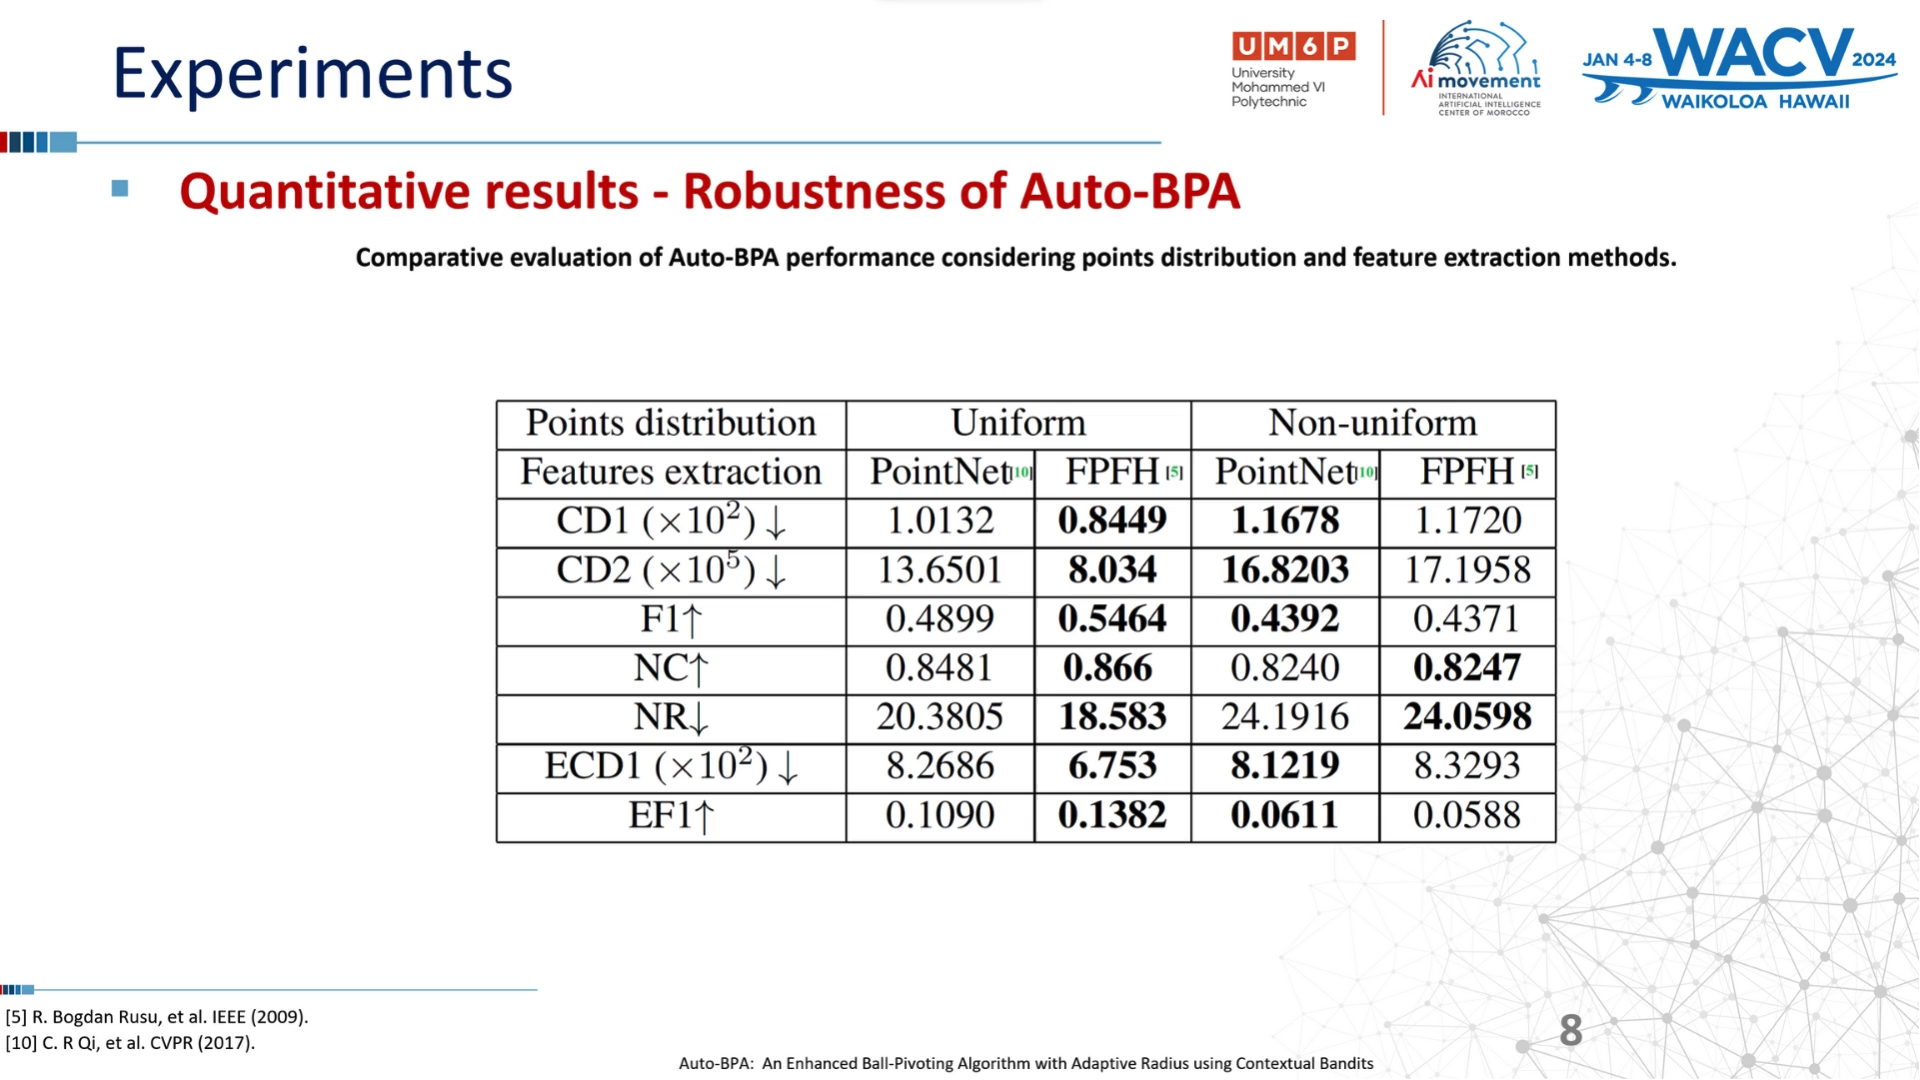 Experiments
UM6P
University
Mohammed VI
Polytechnic
Ai movement
INTERNATIONAL
ARTIFICIAL INTELLIGENCE
CENTER OF MOROCCO
JAN 4-8 WACV 2024
WAIKOLOA HAWAII
Quantitative results - Robustness of Auto-BPA
Comparative evaluation of Auto-BPA performance considering points distribution and feature extraction methods.
Points distribution Uniform Non-uniform
Features extraction PointNet[10] FPFH [5] PointNet[10] FPFH [5]
CD1 (×10²) ↓ 1.0132 0.8449 1.1678 1.1720
CD2 (×10⁵) ↓ 13.6501 8.034 16.8203 17.1958
F1↑ 0.4899 0.5464 0.4392 0.4371
NC↑ 0.8481 0.866 0.8240 0.8247
NR↓ 20.3805 18.583 24.1916 24.0598
ECD1 (×10²) ↓ 8.2686 6.753 8.1219 8.3293
EF1↑ 0.1090 0.1382 0.0611 0.0588
[5] R. Bogdan Rusu, et al. IEEE (2009).
[10] C. R Qi, et al. CVPR (2017).
8
Auto-BPA: An Enhanced Ball-Pivoting Algorithm with Adaptive Radius using Contextual Bandits